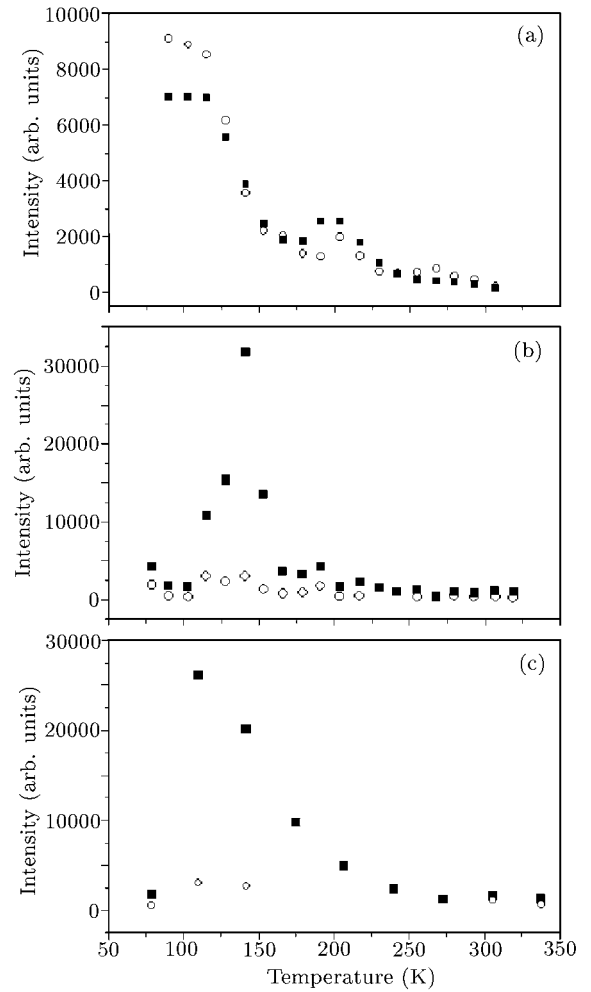 (a)
10000
8000
6000
4000
2000
0
Intensity (arb. units)
(b)
30000
20000
10000
0
Intensity (arb. units)
(c)
30000
20000
10000
0
Intensity (arb. units)
50 100 150 200 250 300 350
Temperature (K)